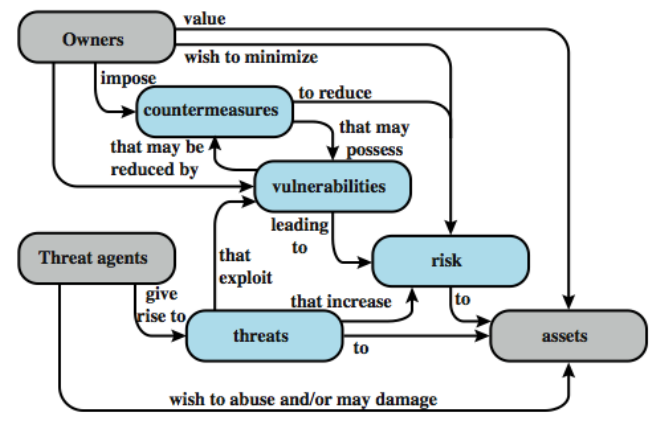 value
Owners
wish to minimize
impose
to reduce
countermeasures
that may
possess
that may be
reduced by
vulnerabilities
leading
to
Threat agents
that
exploit
risk
give
rise to
that increase
to
threats
to
assets
wish to abuse and/or may damage